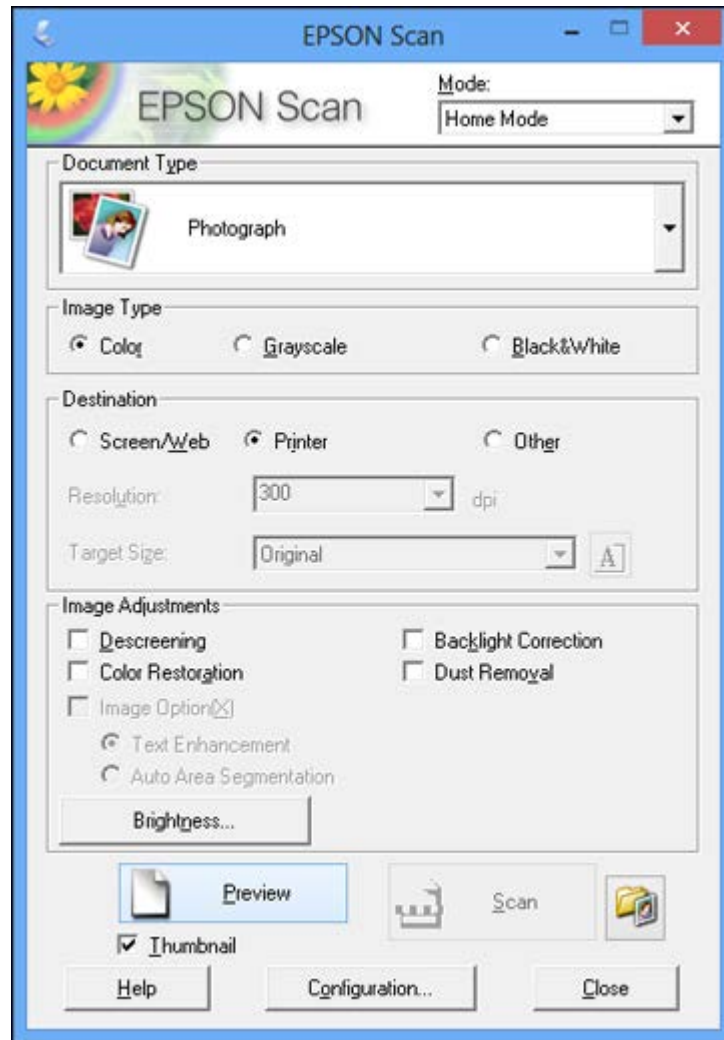 EPSON Scan
EPSON Scan
Mode:
Home Mode
Document Type
Photograph
Image Type
Color Grayscale Black&White
Destination
Screen/Web Printer Other
Resolution: 300 dpi
Target Size: Original A
Image Adjustments
Descreening Backlight Correction
Color Restoration Dust Removal
Image Option(X)
Text Enhancement
Auto Area Segmentation
Brightness...
Preview Scan
Thumbnail
Help Configuration... Close